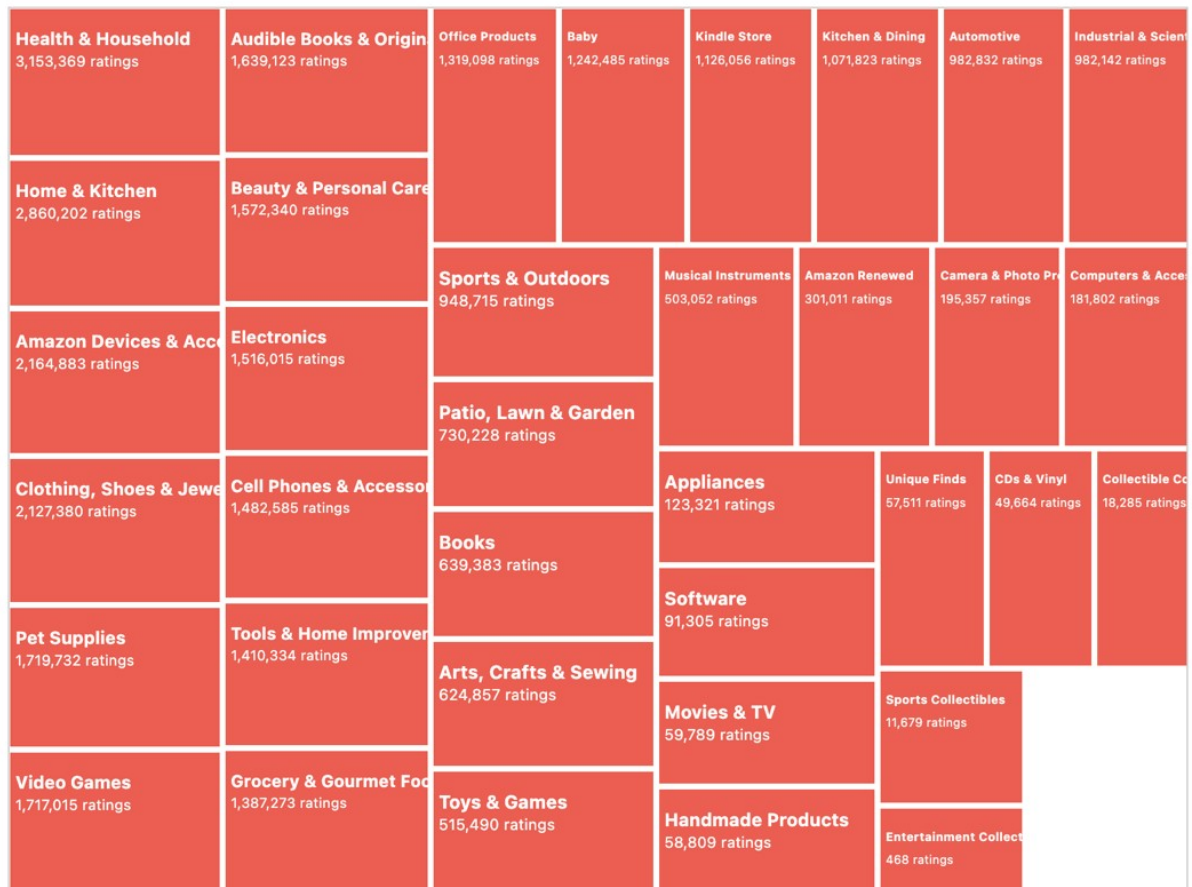 Health & Household
3,153,369 ratings
Home & Kitchen
2,860,202 ratings
Amazon Devices & Acc
2,164,883 ratings
Clothing, Shoes & Jewe
2,127,380 ratings
Pet Supplies
1,719,732 ratings
Video Games
1,717,015 ratings
Audible Books & Origin
1,639,123 ratings
Beauty & Personal Care
1,572,340 ratings
Electronics
1,516,015 ratings
Cell Phones & Accessor
1,482,585 ratings
Tools & Home Improver
1,410,334 ratings
Grocery & Gourmet Foo
1,387,273 ratings
Office Products
1,319,098 ratings
Baby
1,242,485 ratings
Kindle Store
1,126,056 ratings
Kitchen & Dining
1,071,823 ratings
Automotive
982,832 ratings
Industrial & Scient
982,142 ratings
Sports & Outdoors
948,715 ratings
Patio, Lawn & Garden
730,228 ratings
Books
639,383 ratings
Arts, Crafts & Sewing
624,857 ratings
Toys & Games
515,490 ratings
Musical Instruments
503,052 ratings
Amazon Renewed
301,011 ratings
Camera & Photo Pr
195,357 ratings
Computers & Acce
181,802 ratings
Appliances
123,321 ratings
Software
91,305 ratings
Movies & TV
59,789 ratings
Handmade Products
58,809 ratings
Unique Finds
57,511 ratings
CDs & Vinyl
49,664 ratings
Collectible Co
18,285 ratings
Sports Collectibles
11,679 ratings
Entertainment Collect
468 ratings